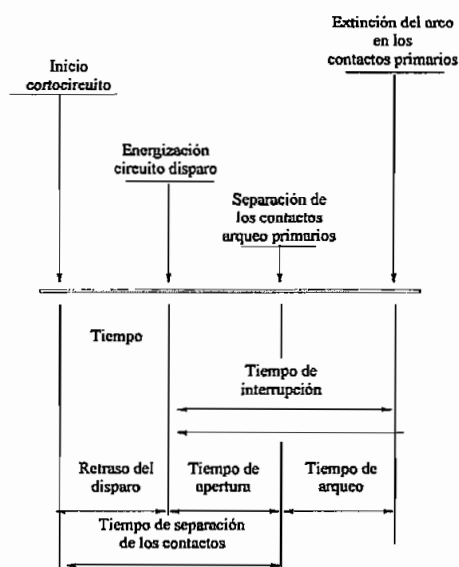 Extinción del arco
en los
contactos primarios
Inicio
cortocircuito
Energización
circuito disparo
Separación de
los contactos
arqueo primarios
Tiempo
Tiempo de
interrupción
Retraso del
disparo
Tiempo de
apertura
Tiempo de
arqueo
Tiempo de separación
de los contactos